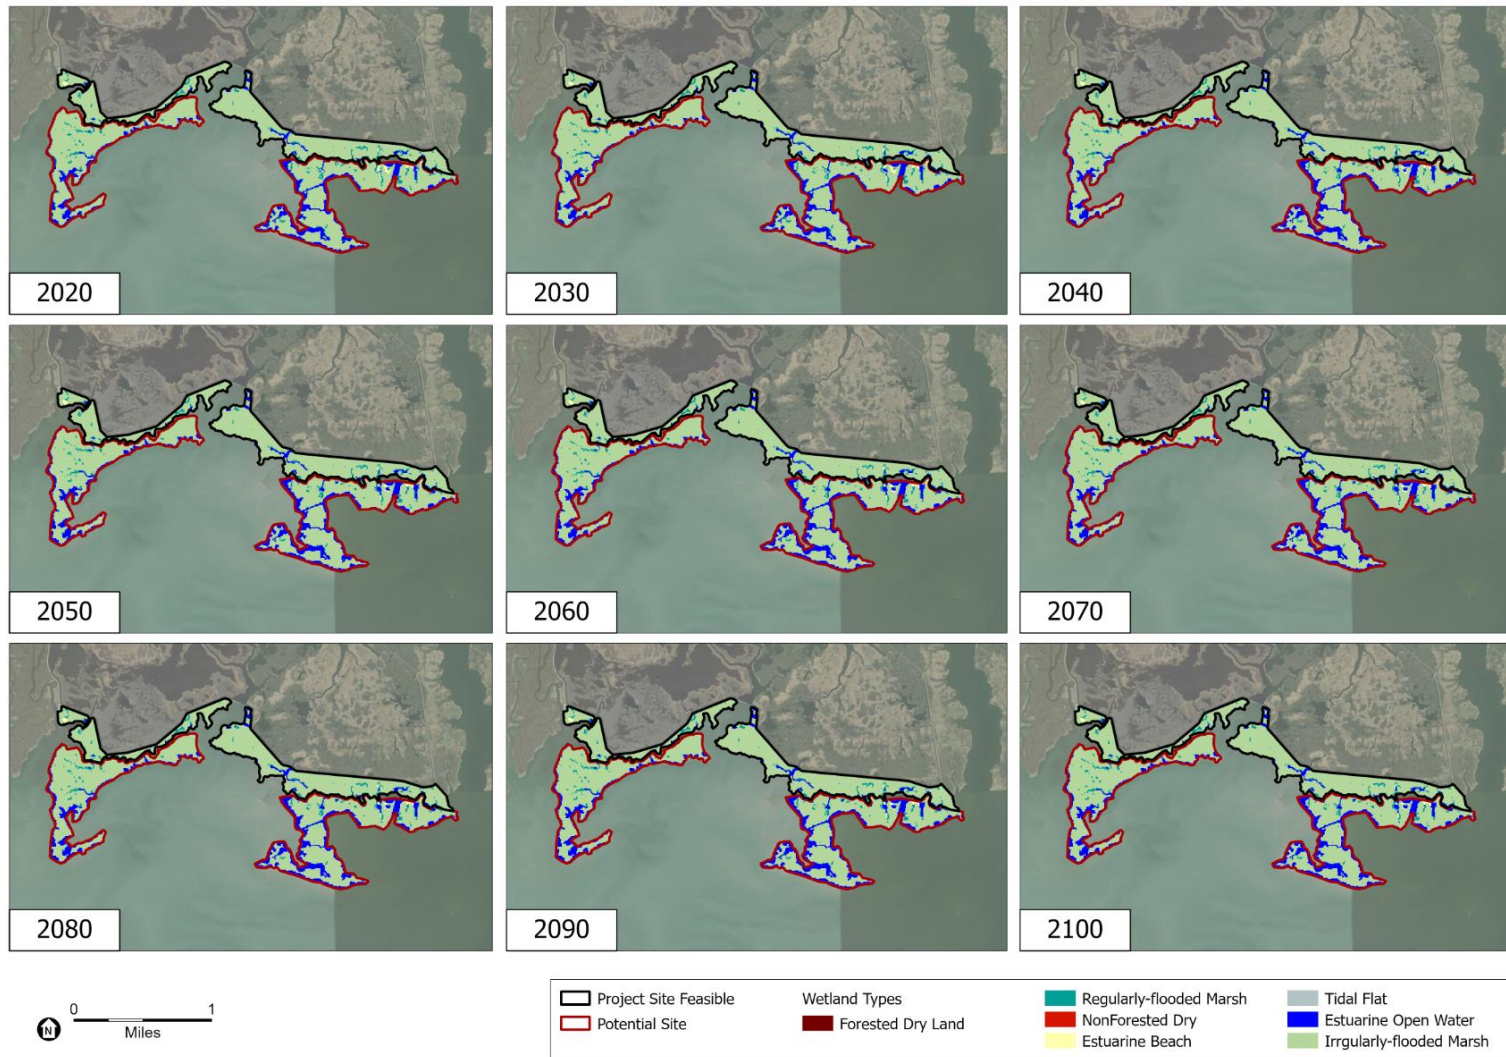 2020
2030
2040
2050
2060
2070
2080
2090
2100
N
0 1
Miles
Project Site Feasible
Potential Site
Wetland Types
Forested Dry Land
Regularly-flooded Marsh
NonForested Dry
Estuarine Beach
Tidal Flat
Estuarine Open Water
Irrgularly-flooded Marsh